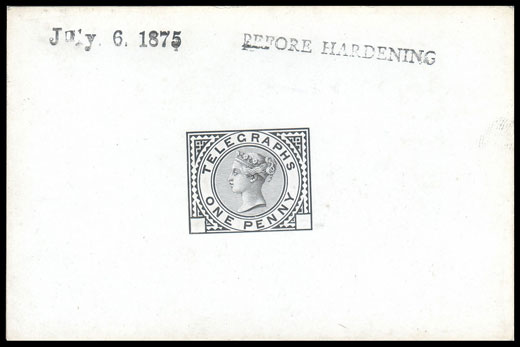 July. 6. 1875
BEFORE HARDENING
TELEGRAPHS
ONE PENNY